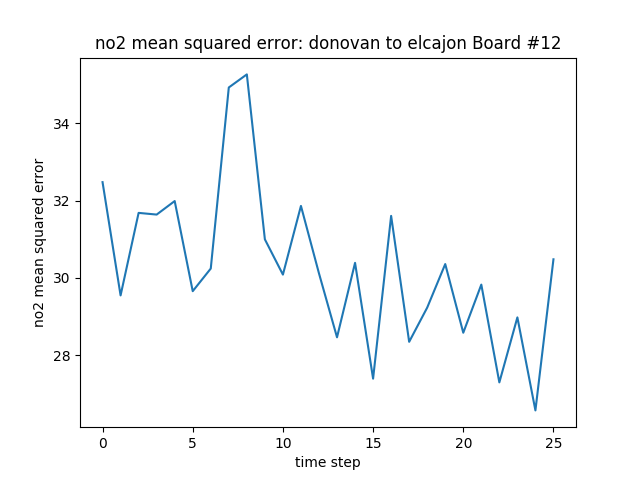 no2 mean squared error: donovan to elcajon Board #12
no2 mean squared error
34
32
30
28
0 5 10 15 20 25
time step